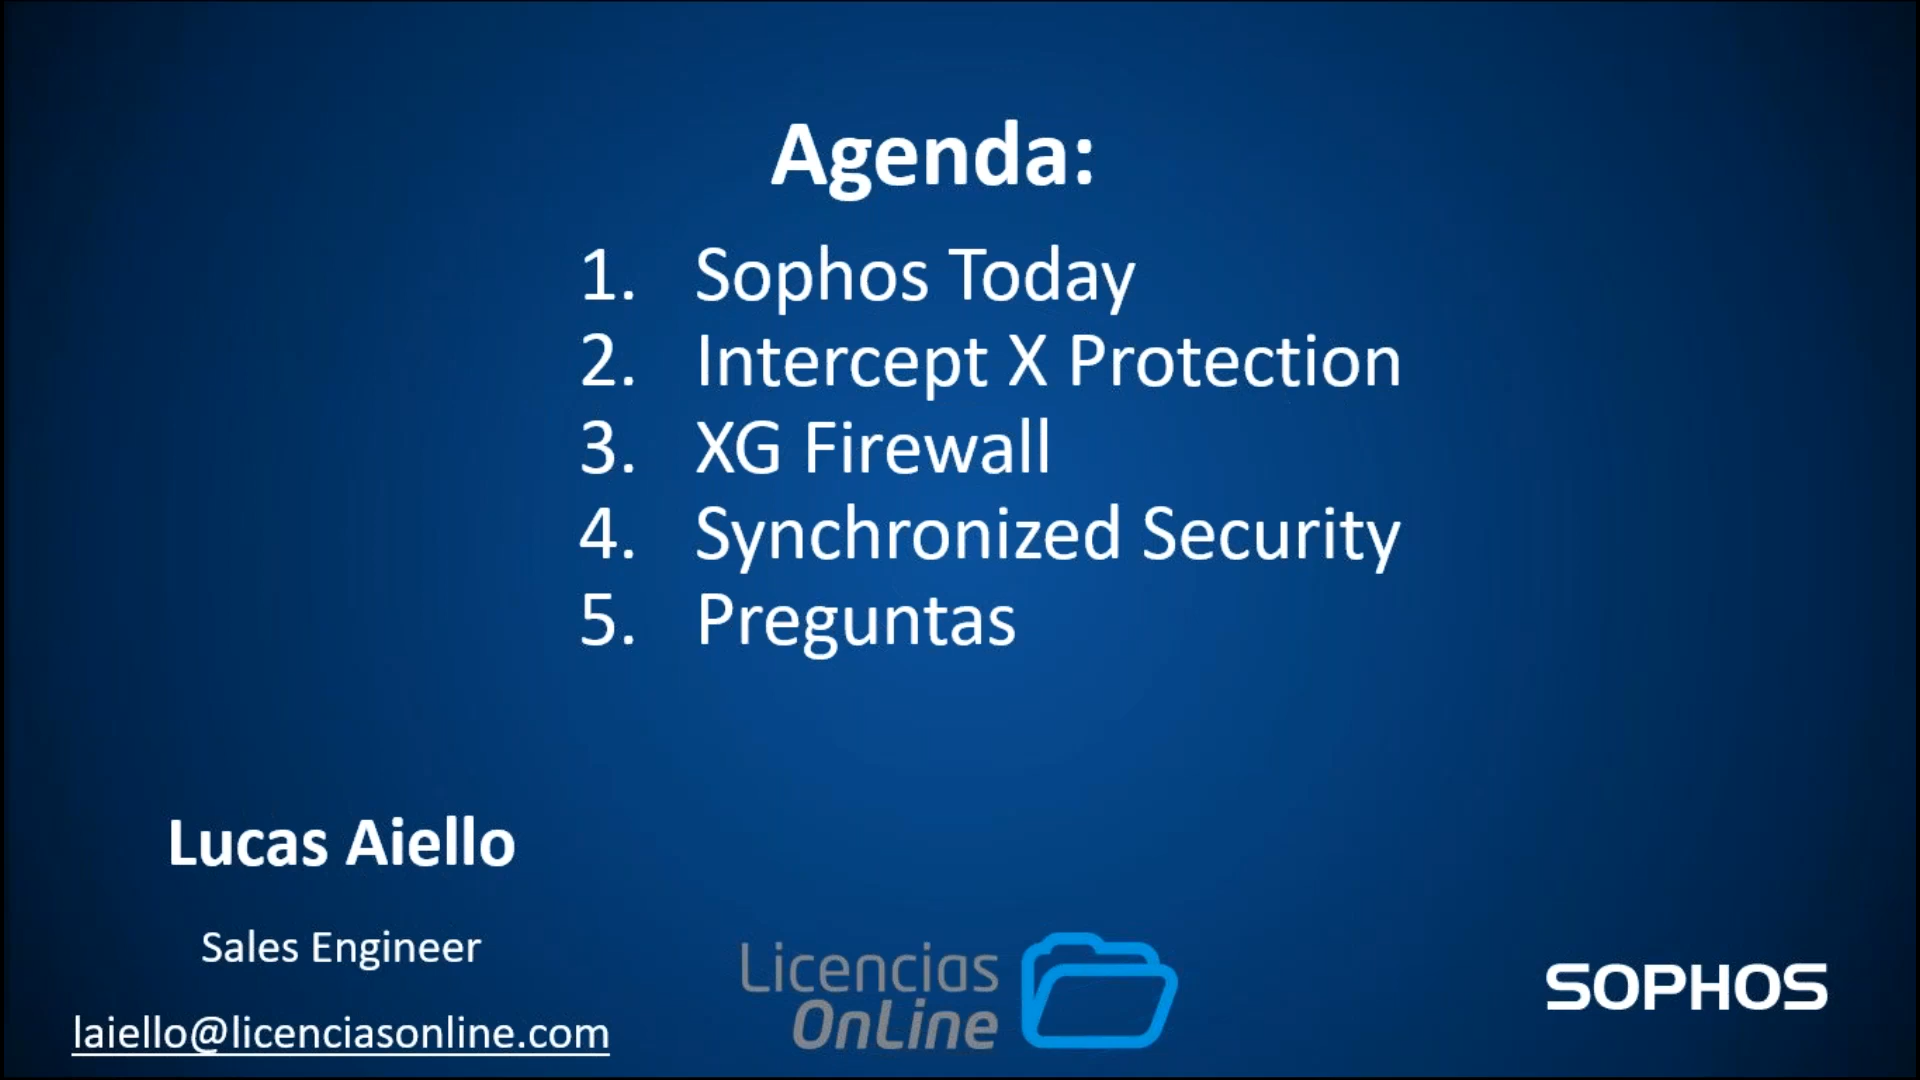 Agenda:
1. Sophos Today
2. Intercept X Protection
3. XG Firewall
4. Synchronized Security
5. Preguntas
Lucas Aiello
Sales Engineer
laiello@licenciasonline.com
Licencias
OnLine
SOPHOS